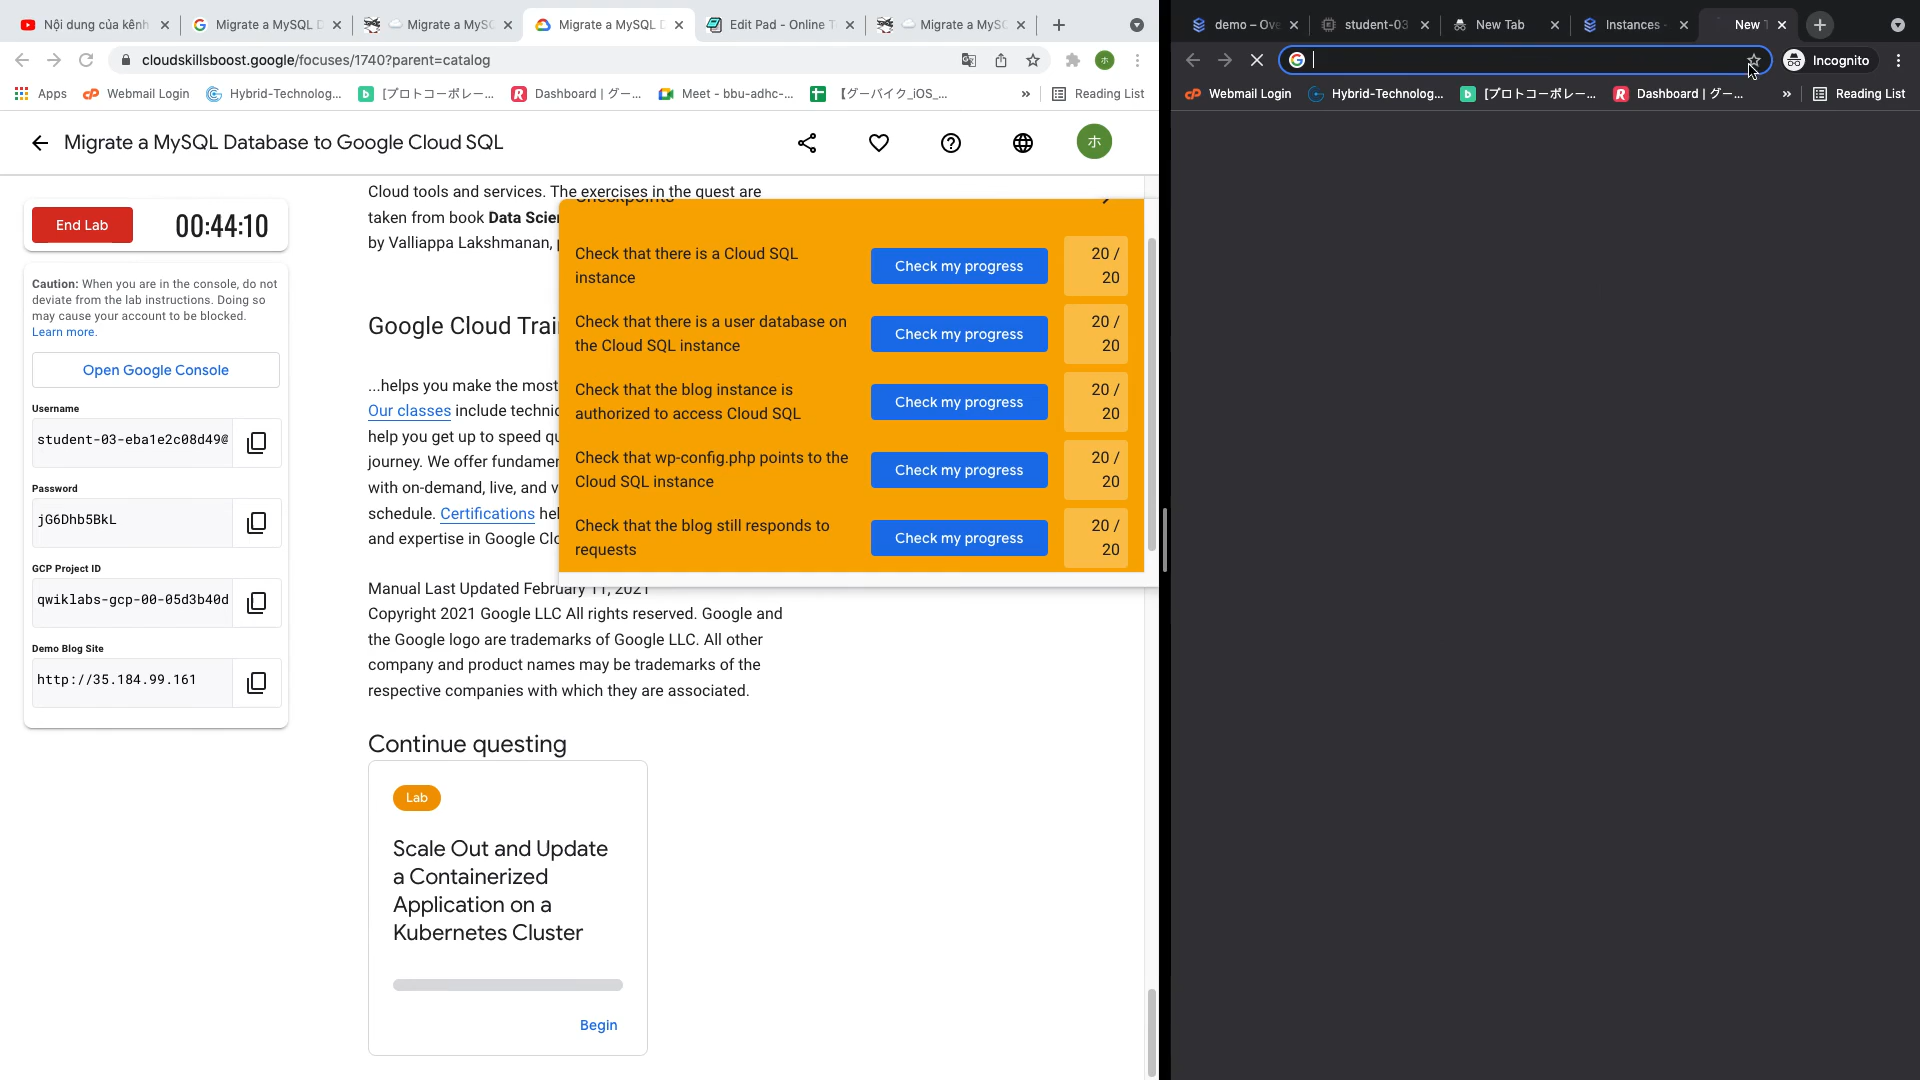 Nội dung của kênh
Migrate a MySQL D
Migrate a MySQ
Migrate a MySQL D
Edit Pad - Online T
Migrate a MySQ
cloudskillsboost.google/focuses/1740?parent=catalog
Apps
Webmail Login
Hybrid-Technolog...
[プロトコーポレー...
Dashboard | グー...
Meet - bbu-adhc-...
【グーバイク_iOS_...
»
Reading List
Migrate a MySQL Database to Google Cloud SQL
ホ
End Lab
00:44:10
Caution: When you are in the console, do not
deviate from the lab instructions. Doing so
may cause your account to be blocked.
Learn more.
Open Google Console
Username
student-03-eba1e2c08d49@
Password
jG6Dhb5BkL
GCP Project ID
qwiklabs-gcp-00-05d3b40d
Demo Blog Site
http://35.184.99.161
Cloud tools and services. The exercises in the quest are
taken from book Data Scie
by Valliappa Lakshmanan,
Google Cloud Trai
...helps you make the most
Our classes include technic
help you get up to speed qu
journey. We offer fundamen
with on-demand, live, and v
schedule. Certifications hel
and expertise in Google Clo
Manual Last Updated February 11, 2021
Copyright 2021 Google LLC All rights reserved. Google and
the Google logo are trademarks of Google LLC. All other
company and product names may be trademarks of the
respective companies with which they are associated.
Checkpoints
Check that there is a Cloud SQL
instance
Check my progress
20 /
20
Check that there is a user database on
the Cloud SQL instance
Check my progress
20 /
20
Check that the blog instance is
authorized to access Cloud SQL
Check my progress
20 /
20
Check that wp-config.php points to the
Cloud SQL instance
Check my progress
20 /
20
Check that the blog still responds to
requests
Check my progress
20 /
20
Continue questing
Lab
Scale Out and Update
a Containerized
Application on a
Kubernetes Cluster
Begin
demo – Ove
student-03
New Tab
Instances -
New T
Incognito
Webmail Login
Hybrid-Technolog...
[プロトコーポレー...
Dashboard | グー...
»
Reading List